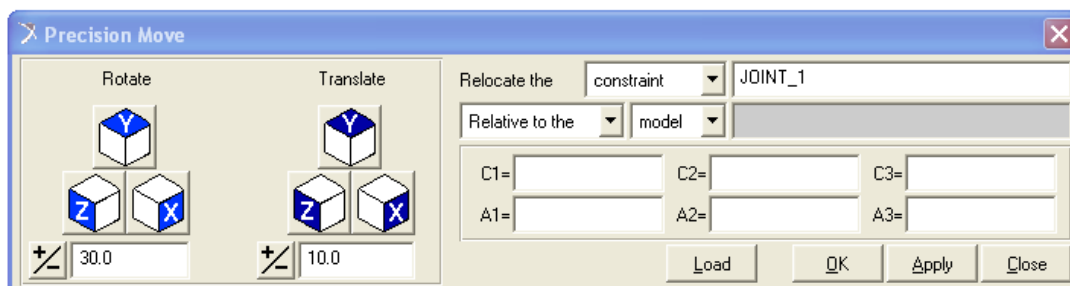 Precision Move
Rotate
Translate
Y
Z X
+/- 30.0
Y
Z X
+/- 10.0
Relocate the constraint JOINT_1
Relative to the model
C1= C2= C3=
A1= A2= A3=
Load OK Apply Close